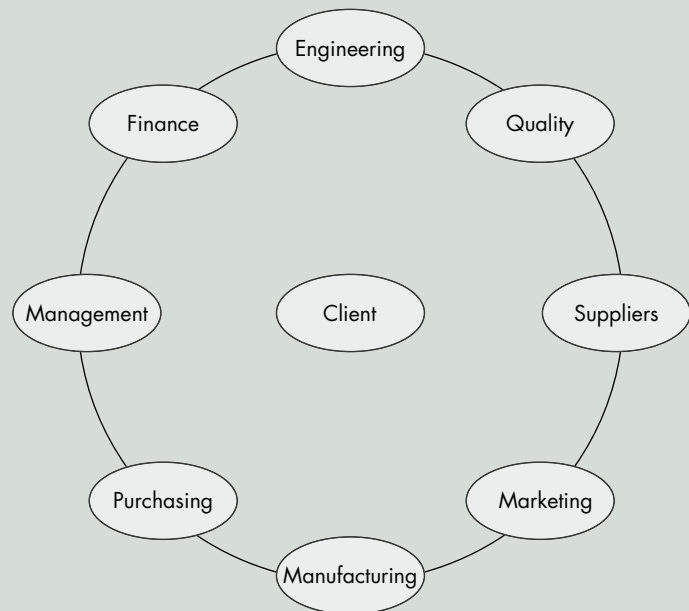 Engineering
Finance
Quality
Management
Client
Suppliers
Purchasing
Marketing
Manufacturing